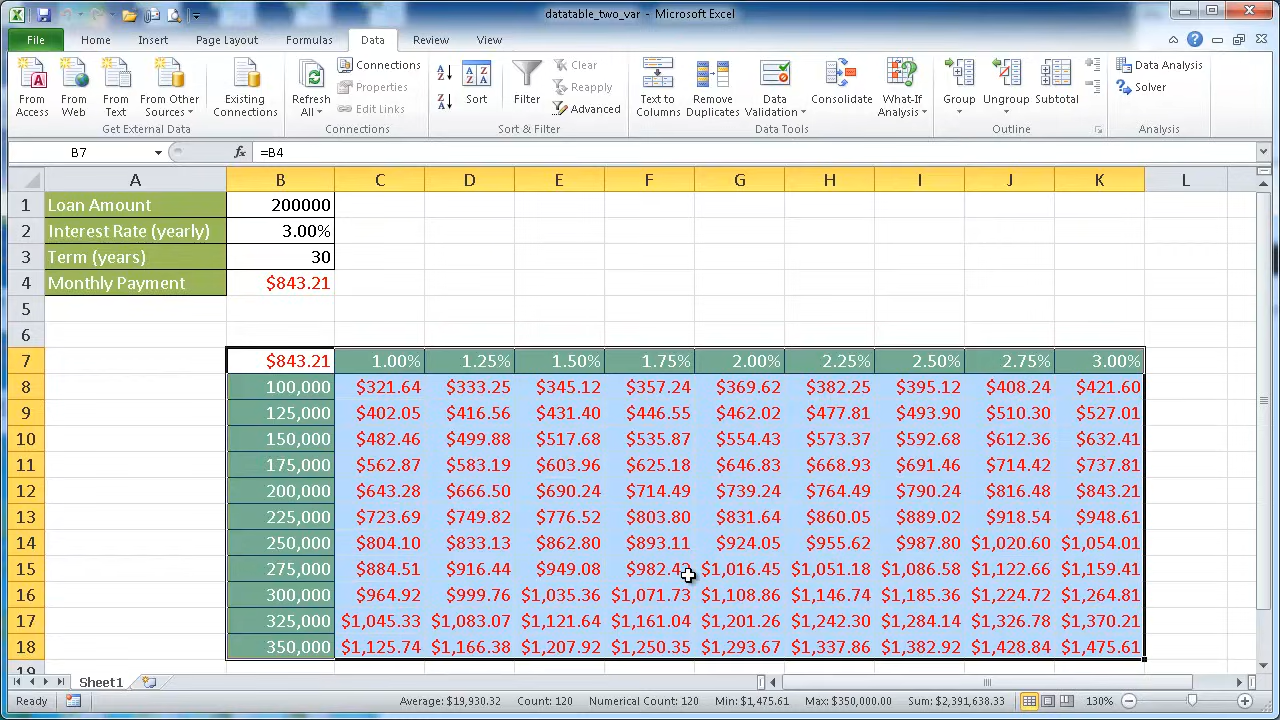 datatable_two_var - Microsoft Excel
File Home Insert Page Layout Formulas Data Review View
From Access
From Web
From Text
From Other Sources
Existing Connections
Get External Data
Refresh All
Connections
Properties
Edit Links
Connections
Sort
Filter
Clear
Reapply
Advanced
Sort & Filter
Text to Columns
Remove Duplicates
Data Validation
Consolidate
What-If Analysis
Data Tools
Group
Ungroup
Subtotal
Outline
Data Analysis
Solver
Analysis
B7 fx =B4
A B C D E F G H I J K L
1 Loan Amount 200000
2 Interest Rate (yearly) 3.00%
3 Term (years) 30
4 Monthly Payment $843.21
5
6
7 $843.21 1.00% 1.25% 1.50% 1.75% 2.00% 2.25% 2.50% 2.75% 3.00%
8 100,000 $321.64 $333.25 $345.12 $357.24 $369.62 $382.25 $395.12 $408.24 $421.60
9 125,000 $402.05 $416.56 $431.40 $446.55 $462.02 $477.81 $493.90 $510.30 $527.01
10 150,000 $482.46 $499.88 $517.68 $535.87 $554.43 $573.37 $592.68 $612.36 $632.41
11 175,000 $562.87 $583.19 $603.96 $625.18 $646.83 $668.93 $691.46 $714.42 $737.81
12 200,000 $643.28 $666.50 $690.24 $714.49 $739.24 $764.49 $790.24 $816.48 $843.21
13 225,000 $723.69 $749.82 $776.52 $803.80 $831.64 $860.05 $889.02 $918.54 $948.61
14 250,000 $804.10 $833.13 $862.80 $893.11 $924.05 $955.62 $987.80 $1,020.60 $1,054.01
15 275,000 $884.51 $916.44 $949.08 $1,016.45 $1,051.18 $1,086.58 $1,122.66 $1,159.41
16 300,000 $964.92 $999.76 $1,035.36 $1,071.73 $1,108.86 $1,146.74 $1,185.36 $1,224.72 $1,264.81
17 325,000 $1,045.33 $1,083.07 $1,121.64 $1,161.04 $1,201.26 $1,242.30 $1,284.14 $1,326.78 $1,370.21
18 350,000 $1,125.74 $1,166.38 $1,207.92 $1,250.35 $1,293.67 $1,337.86 $1,382.92 $1,428.84 $1,475.61
19
Sheet1
Ready Average: $19,930.32 Count: 120 Numerical Count: 120 Min: $1,475.61 Max: $350,000.00 Sum: $2,391,638.33 130%